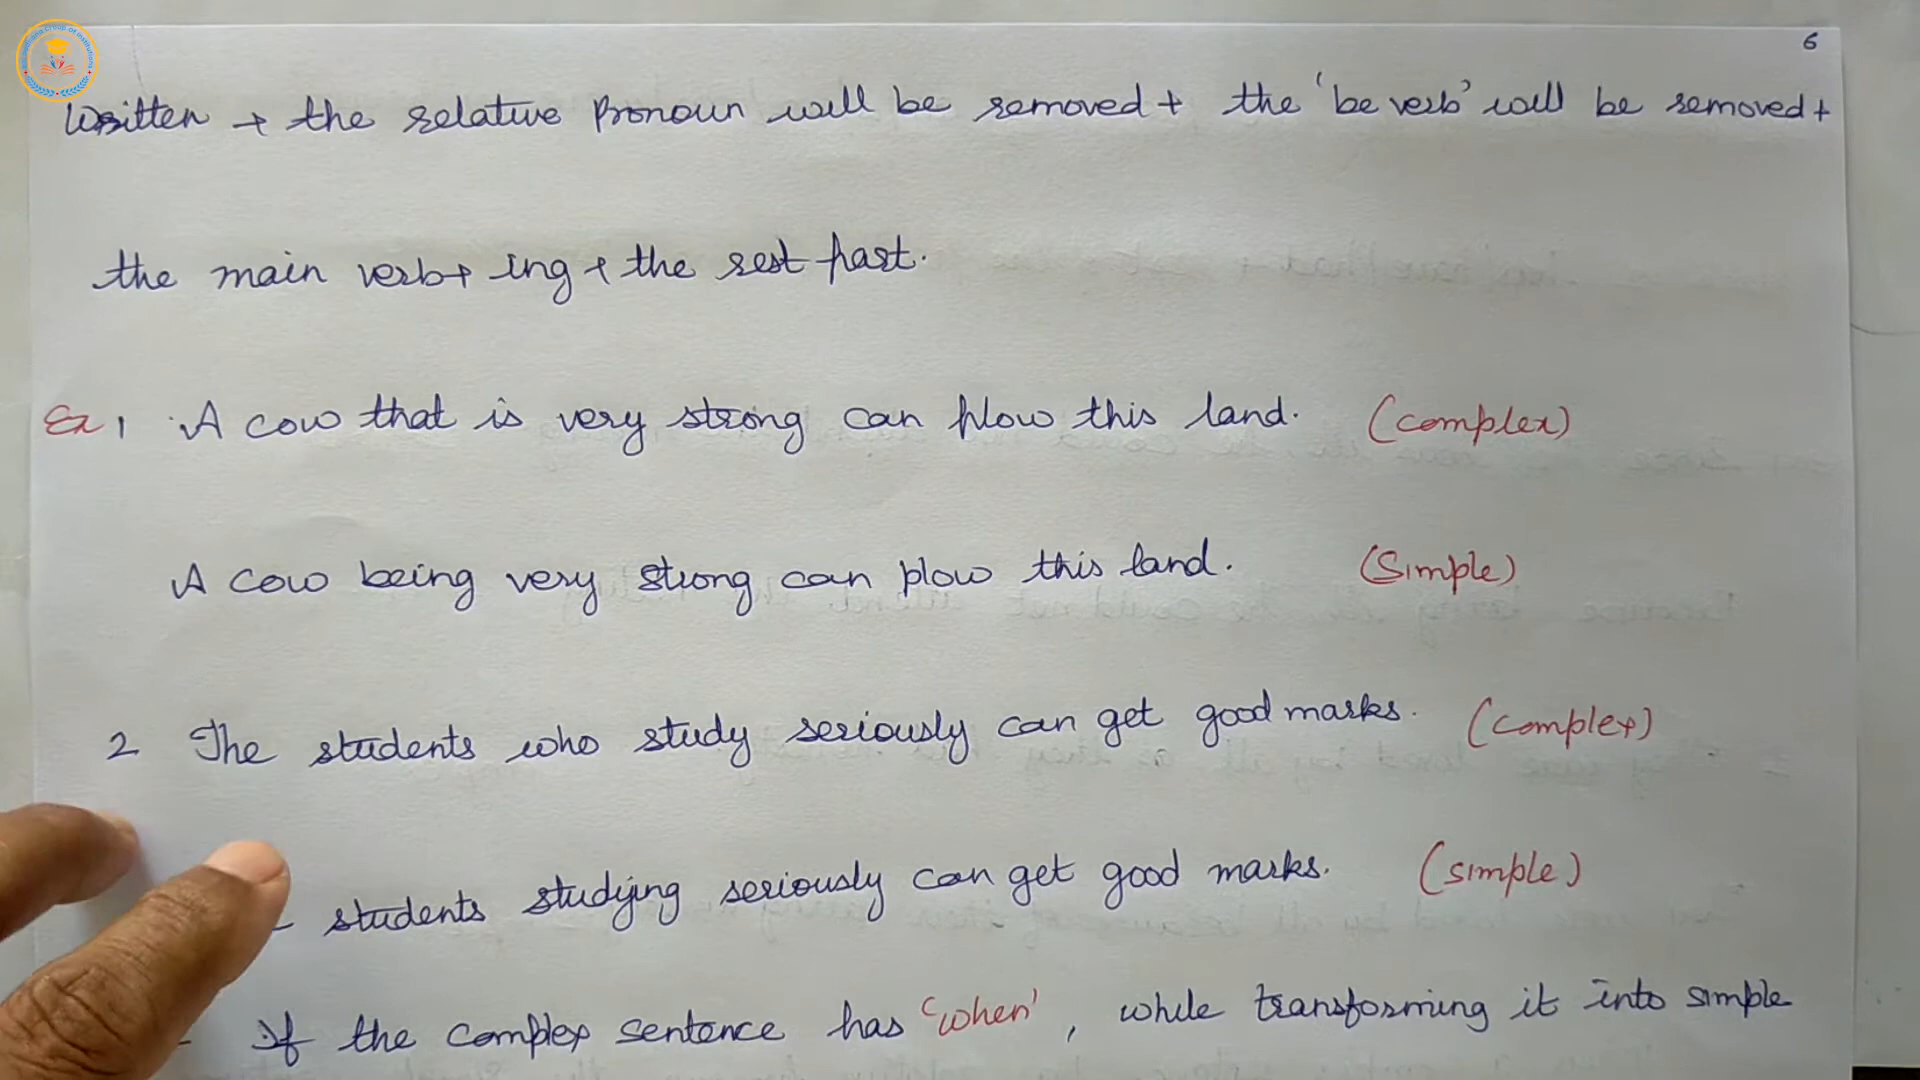 6
Written + the relative pronoun will be removed + the 'be verb' will be removed +
the main verb + ing + the rest part.
Ex 1 A cow that is very strong can plow this land. (complex)
A cow being very strong can plow this land. (Simple)
2 The students who study seriously can get good marks. (complex)
students studying seriously can get good marks. (simple)
If the complex sentence has 'when', while transforming it into simple